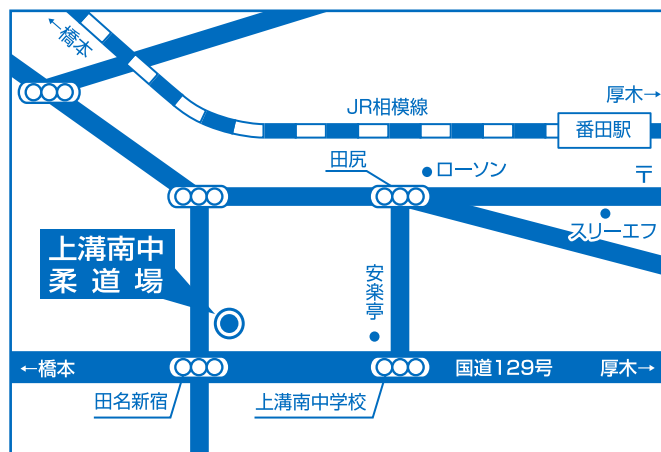 ←橋本
JR相模線
厚木→
番田駅
田尻
ローソン
〒
スリーエフ
上溝南中
柔道場
安楽亭
←橋本
国道129号
厚木→
田名新宿
上溝南中学校